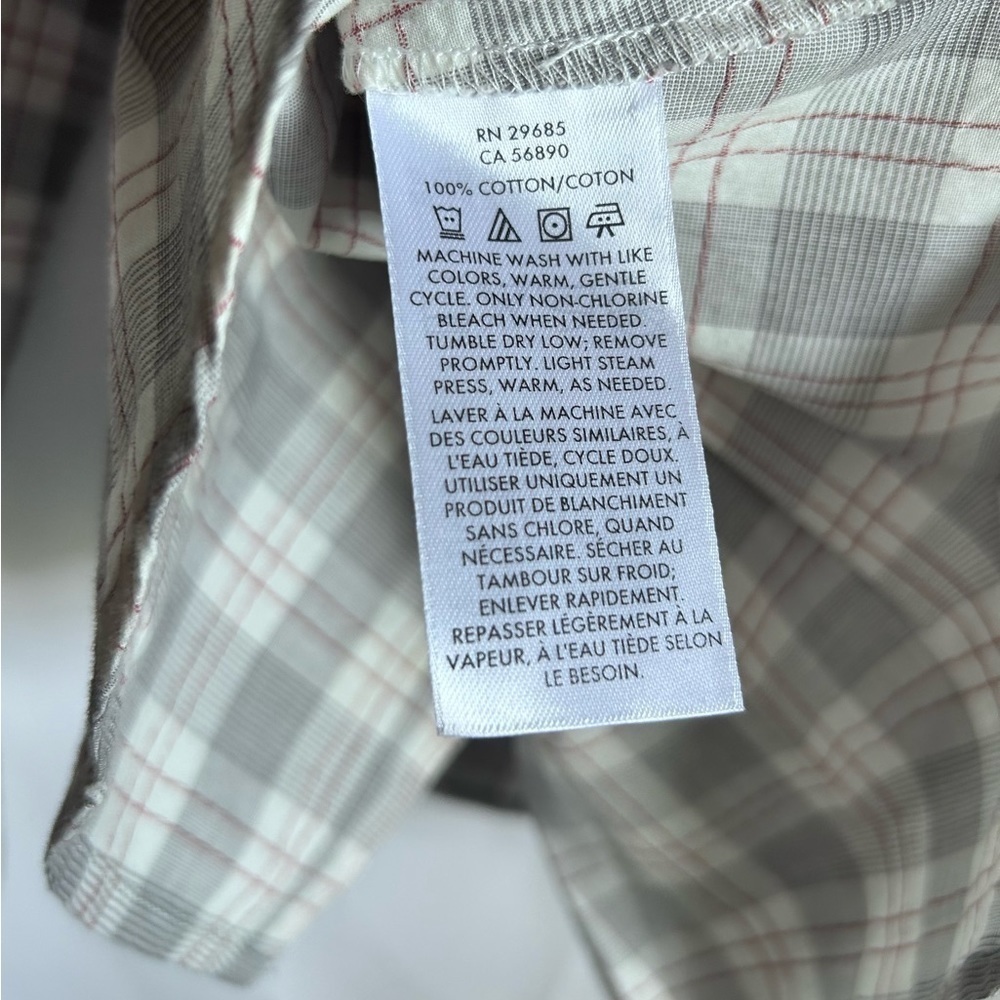 RN 29685
CA 56890
100% COTTON/COTON
MACHINE WASH WITH LIKE
COLORS, WARM, GENTLE
CYCLE. ONLY NON-CHLORINE
BLEACH WHEN NEEDED.
TUMBLE DRY LOW; REMOVE
PROMPTLY. LIGHT STEAM
PRESS, WARM, AS NEEDED.
LAVER À LA MACHINE AVEC
DES COULEURS SIMILAIRES, À
L'EAU TIÈDE, CYCLE DOUX.
UTILISER UNIQUEMENT UN
PRODUIT DE BLANCHIMENT
SANS CHLORE, QUAND
NÉCESSAIRE. SÉCHER AU
TAMBOUR SUR FROID;
ENLEVER RAPIDEMENT.
REPASSER LÉGÈREMENT À LA
VAPEUR, À L'EAU TIÈDE SELON
LE BESOIN.